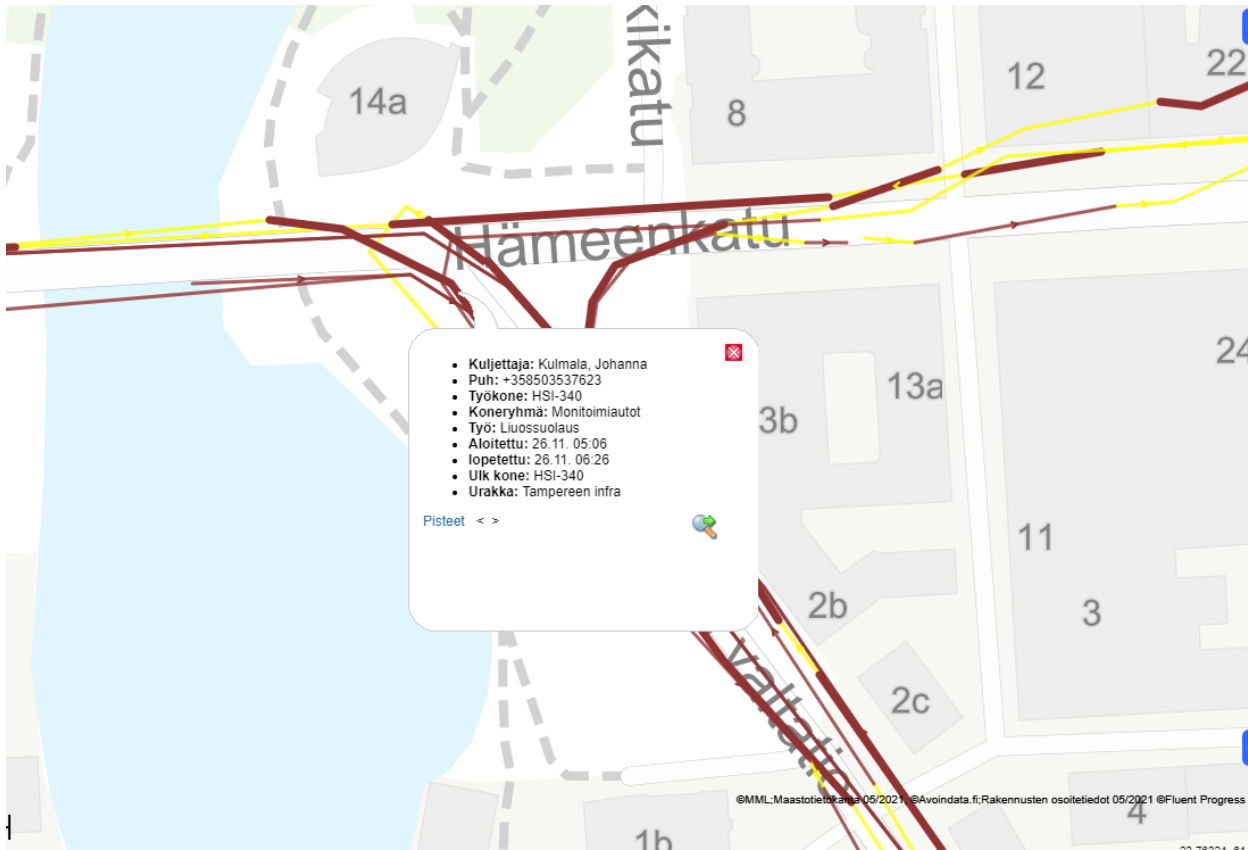 kikatu
12
22
14a
8
Hämeenkatu
24
13a
3b
Kuljettaja: Kulmala, Johanna
Puh: +358503537623
Työkone: HSI-340
Koneryhmä: Monitoimiautot
Työ: Liuossuolaus
Aloitettu: 26.11. 05:06
lopetettu: 26.11. 06:26
Ulk kone: HSI-340
Urakka: Tampereen infra
Pisteet < >
11
2b
3
valtatie
2c
©MML;Maastotietokanta 05/2021, ©Avoindata.fi;Rakennusten osoitetiedot 05/2021 ©Fluent Progress
4
1b